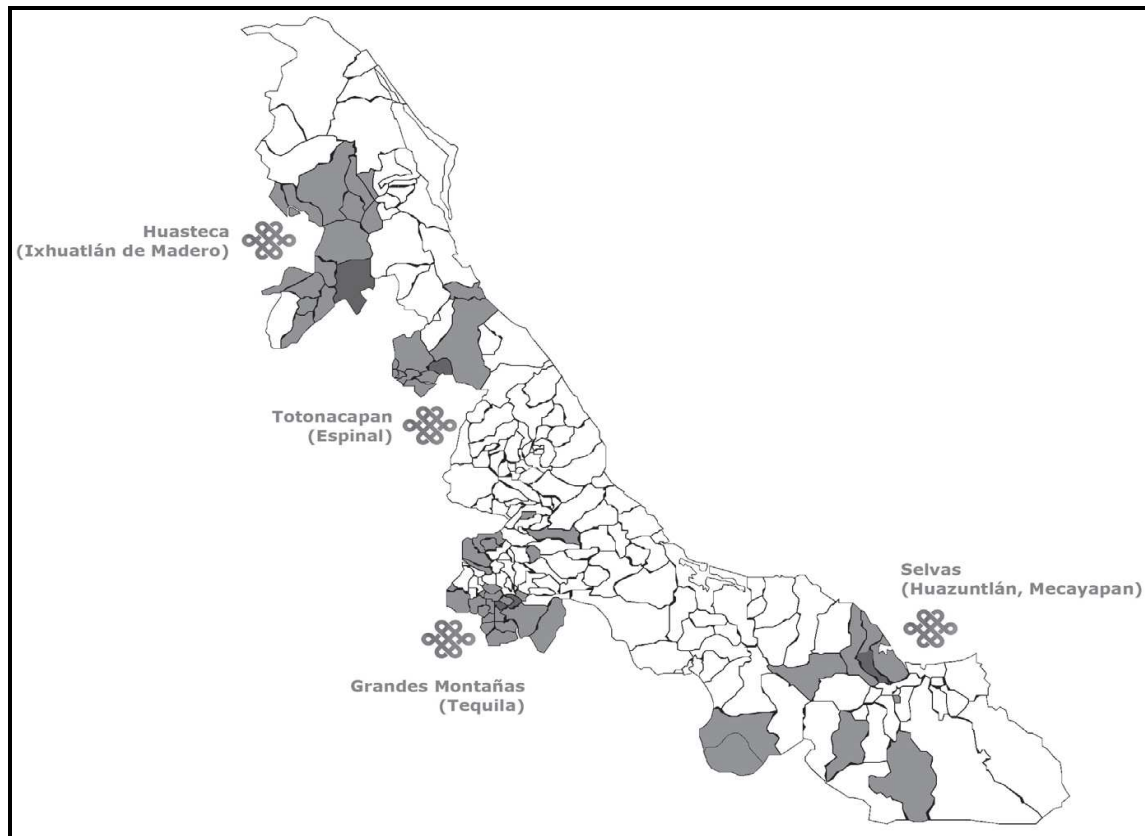 Huasteca
(Ixhuatlán de Madero)
Totonacapan
(Espinal)
Selvas
(Huazuntlán, Mecayapan)
Grandes Montañas
(Tequila)